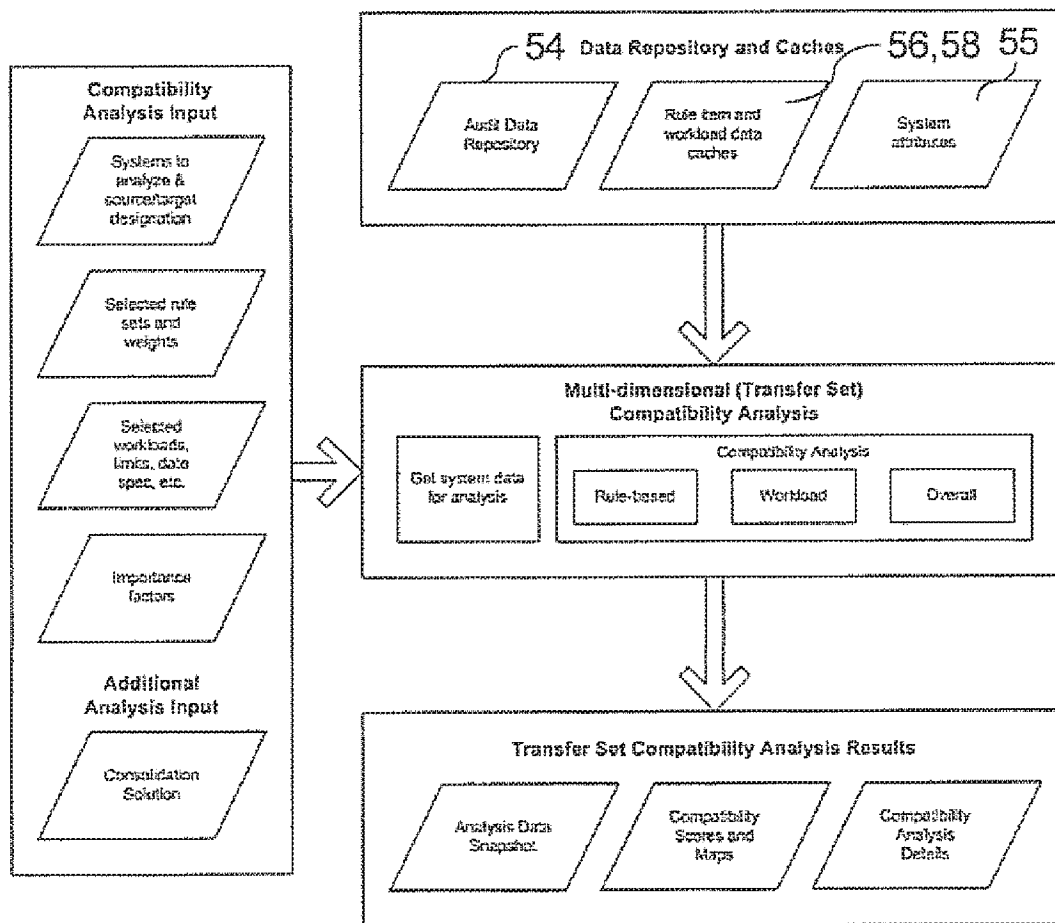 Compatibility
Analysis Input
Systems to
analyze &
source/target
designation
Selected rule
sets and
weights
Selected
workloads,
limits, date
spec, etc.
Importance
factors
Additional
Analysis Input
Consolidation
Solution
54 Data Repository and Caches 56,58 55
Audit Data
Repository
Rule item and
workload data
caches
System
attributes
Multi-dimensional (Transfer Set)
Compatibility Analysis
Get system data
for analysis
Compatibility Analysis
Rule-based
Workload
Overall
Transfer Set Compatibility Analysis Results
Analysis Data
Snapshot
Compatibility
Scores and
Maps
Compatibility
Analysis
Details